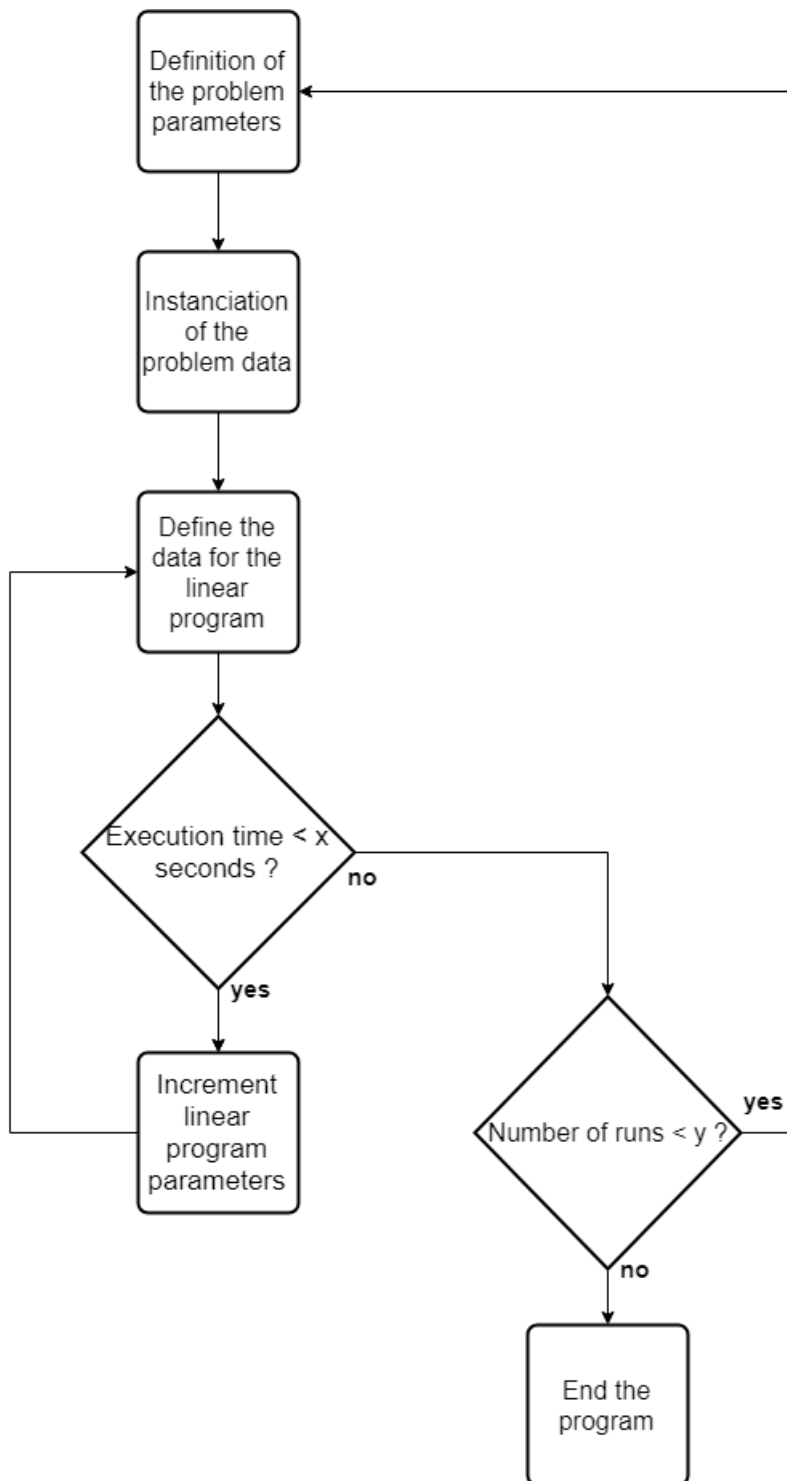 Definition of
the problem
parameters
Instanciation
of the
problem data
Define the
data for the
linear
program
Execution time < x
seconds ?
no
yes
Increment
linear
program
parameters
Number of runs < y ?
yes
no
End the
program